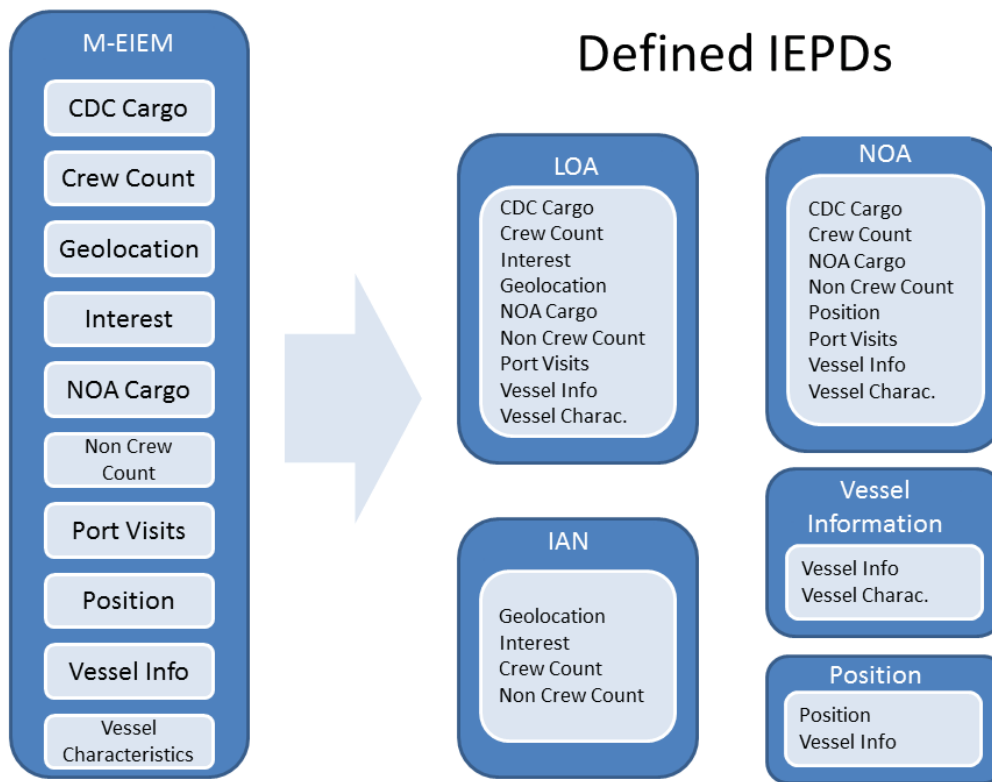 M-EIEM
CDC Cargo
Crew Count
Geolocation
Interest
NOA Cargo
Non Crew
Count
Port Visits
Position
Vessel Info
Vessel
Characteristics
Defined IEPDs
LOA
CDC Cargo
Crew Count
Interest
Geolocation
NOA Cargo
Non Crew Count
Port Visits
Vessel Info
Vessel Charac.
NOA
CDC Cargo
Crew Count
NOA Cargo
Non Crew Count
Position
Port Visits
Vessel Info
Vessel Charac.
IAN
Geolocation
Interest
Crew Count
Non Crew Count
Vessel
Information
Vessel Info
Vessel Charac.
Position
Position
Vessel Info